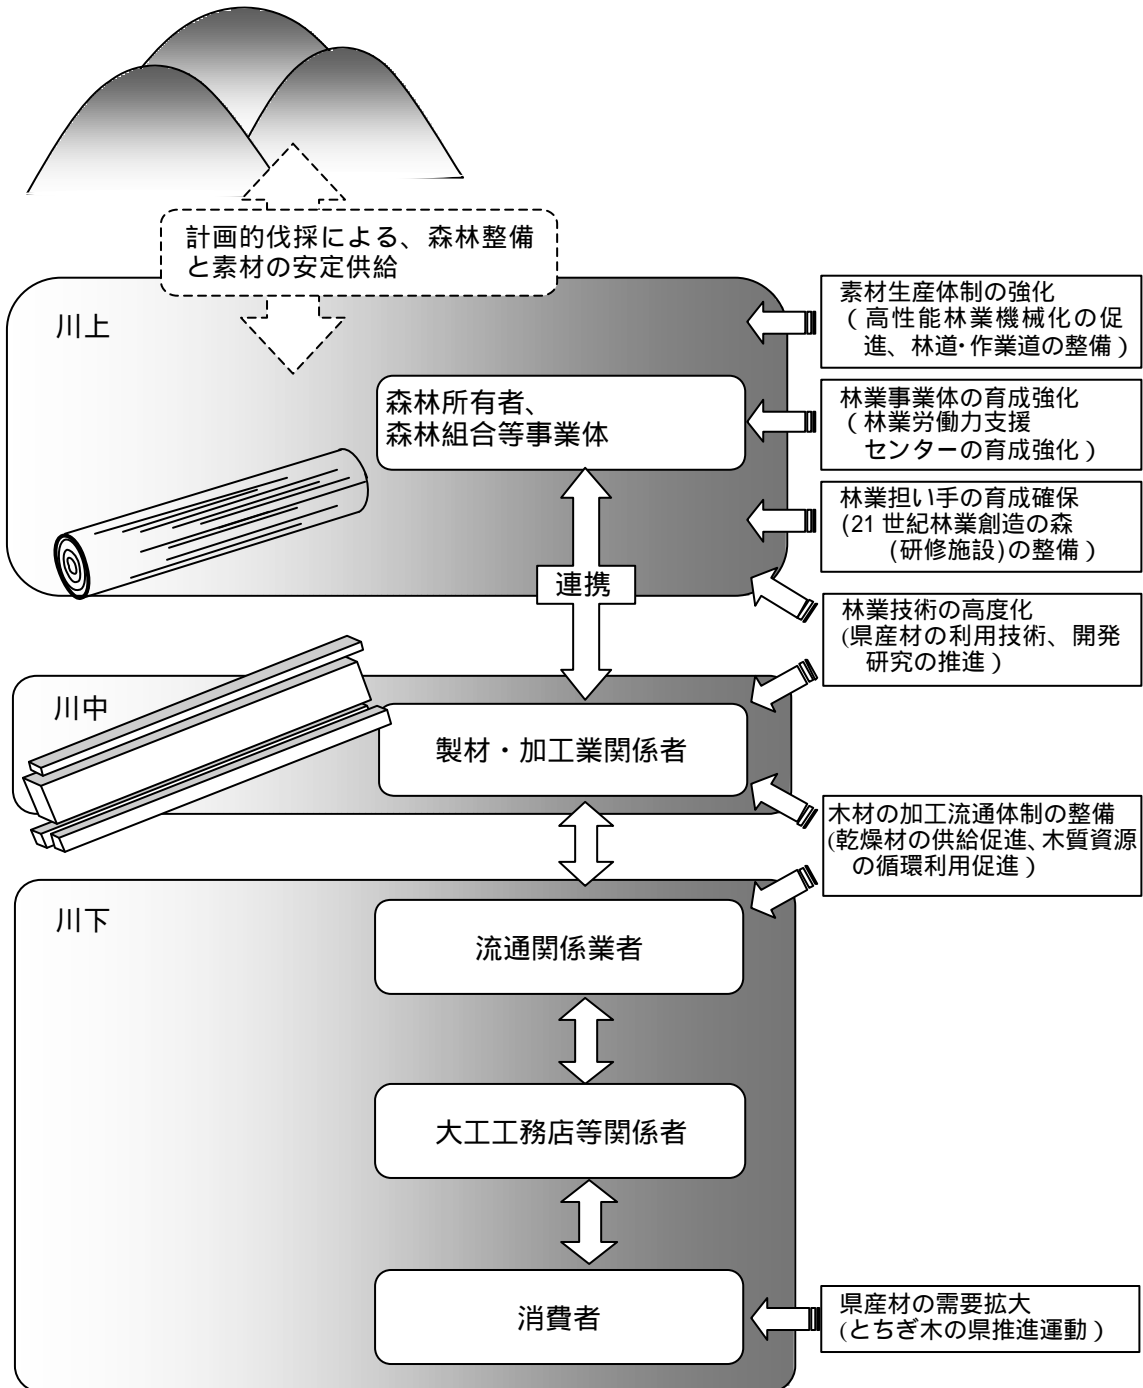 計画的伐採による、森林整備
と素材の安定供給
川上
素材生産体制の強化
（高性能林業機械化の促
進、林道・作業道の整備）
森林所有者、
森林組合等事業体
林業事業体の育成強化
（林業労働力支援
センターの育成強化）
林業担い手の育成確保
(21世紀林業創造の森
(研修施設)の整備）
連携
林業技術の高度化
(県産材の利用技術、開発
研究の推進）
川中
製材・加工業関係者
木材の加工流通体制の整備
(乾燥材の供給促進、木質資源
の循環利用促進）
川下
流通関係業者
大工工務店等関係者
消費者
県産材の需要拡大
(とちぎ木の県推進運動）